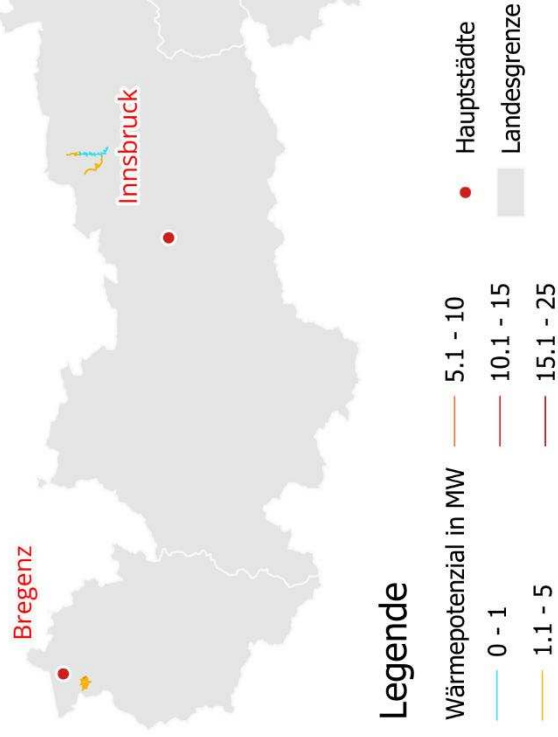 Bregenz
Innsbruck
Legende
Wärmepotenzial in MW
0 - 1
1.1 - 5
5.1 - 10
10.1 - 15
15.1 - 25
Hauptstädte
Landesgrenze